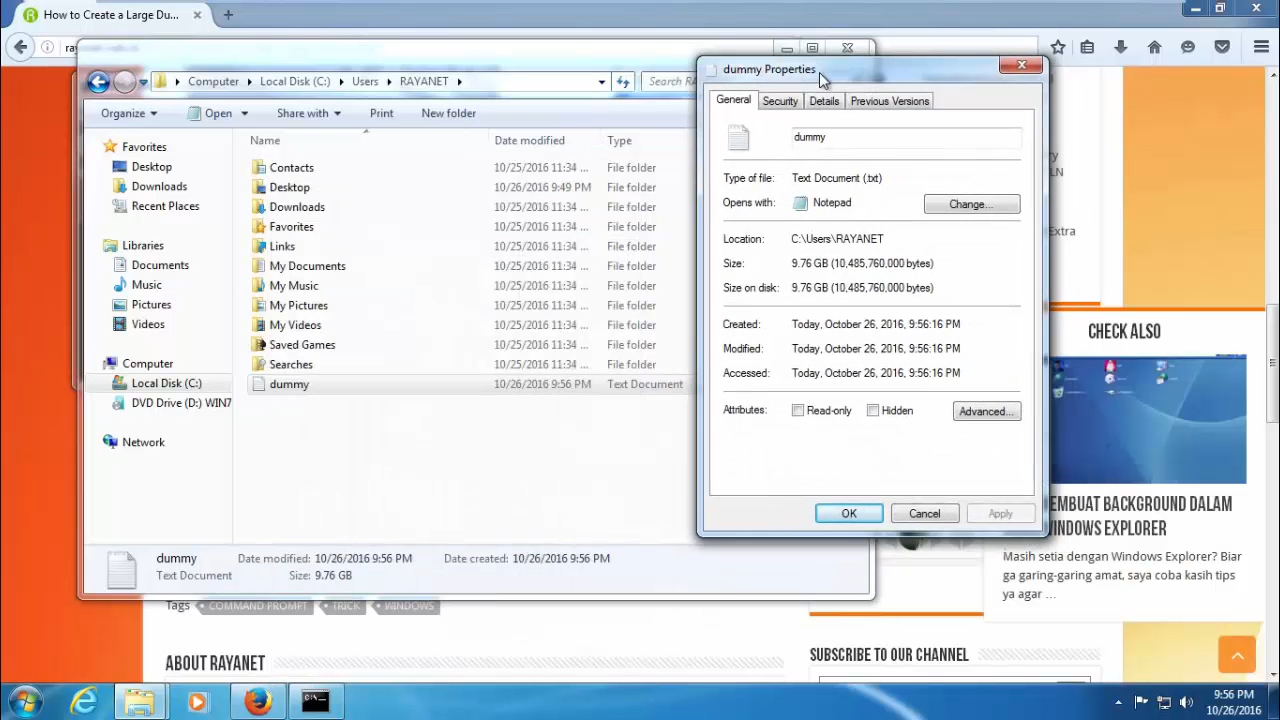 How to Create a Large Du...
Computer
Local Disk (C:)
Users
RAYANET
Search
Organize
Open
Share with
Print
New folder
Favorites
Desktop
Downloads
Recent Places
Libraries
Documents
Music
Pictures
Videos
Computer
Local Disk (C:)
DVD Drive (D:) WIN7
Network
Name Date modified Type
Contacts 10/25/2016 11:34 ... File folder
Desktop 10/26/2016 9:49 PM File folder
Downloads 10/25/2016 11:34 ... File folder
Favorites 10/25/2016 11:34 ... File folder
Links 10/25/2016 11:34 ... File folder
My Documents 10/25/2016 11:34 ... File folder
My Music 10/25/2016 11:34 ... File folder
My Pictures 10/25/2016 11:34 ... File folder
My Videos 10/25/2016 11:34 ... File folder
Saved Games 10/25/2016 11:34 ... File folder
Searches 10/25/2016 11:34 ... File folder
dummy 10/26/2016 9:56 PM Text Document
dummy Date modified: 10/26/2016 9:56 PM Date created: 10/26/2016 9:56 PM
Text Document Size: 9.76 GB
dummy Properties
General Security Details Previous Versions
dummy
Type of file: Text Document (.txt)
Opens with: Notepad Change...
Location: C:\Users\RAYANET
Size: 9.76 GB (10,485,760,000 bytes)
Size on disk: 9.76 GB (10,485,760,000 bytes)
Created: Today, October 26, 2016, 9:56:16 PM
Modified: Today, October 26, 2016, 9:56:16 PM
Accessed: Today, October 26, 2016, 9:56:16 PM
Attributes: Read-only Hidden Advanced...
OK Cancel Apply
LN
Extra
CHECK ALSO
EMBUAT BACKGROUND DALAM
WINDOWS EXPLORER
Masih setia dengan Windows Explorer? Biar
ga garing-garing amat, saya coba kasih tips
ya agar ...
Tags COMMAND PROMPT TRICK WINDOWS
ABOUT RAYANET
SUBSCRIBE TO OUR CHANNEL
9:56 PM
10/26/2016